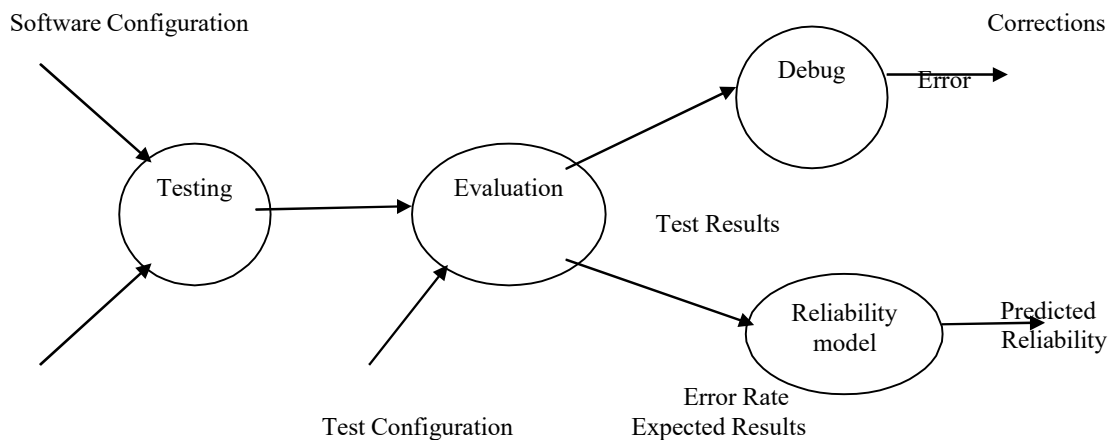 Software Configuration
Corrections
Debug
Error
Testing
Evaluation
Test Results
Reliability
model
Predicted
Reliability
Error Rate
Test Configuration
Expected Results